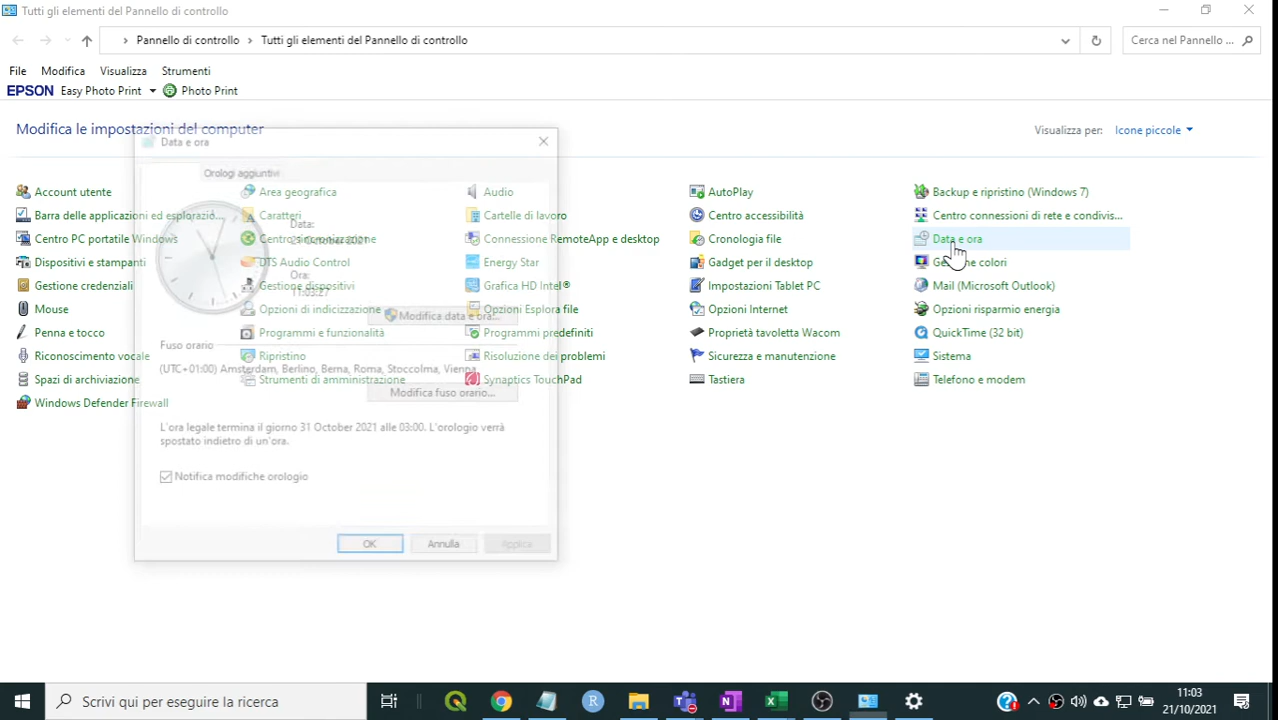 Tutti gli elementi del Pannello di controllo
Pannello di controllo
Tutti gli elementi del Pannello di controllo
Cerca nel Pannello ...
File
Modifica
Visualizza
Strumenti
EPSON
Easy Photo Print
Photo Print
Modifica le impostazioni del computer
Visualizza per:
Icone piccole
Data e ora
Orologi aggiuntivi
Account utente
Area geografica
Audio
AutoPlay
Backup e ripristino (Windows 7)
Barra delle applicazioni ed esplorazio...
Caratteri
Cartelle di lavoro
Centro accessibilità
Centro connessioni di rete e condivis...
Data:
Centro PC portatile Windows
Centro sincronizzazione
Connessione RemoteApp e desktop
Cronologia file
Data e ora
21 October 2021
Dispositivi e stampanti
DTS Audio Control
Energy Star
Gadget per il desktop
Gestione colori
Ora:
Gestione credenziali
Gestione dispositivi
Grafica HD Intel®
Impostazioni Tablet PC
Mail (Microsoft Outlook)
11:03:27
Mouse
Opzioni di indicizzazione
Opzioni Esplora file
Opzioni Internet
Opzioni risparmio energia
Modifica data e ora...
Penna e tocco
Programmi e funzionalità
Programmi predefiniti
Proprietà tavoletta Wacom
QuickTime (32 bit)
Fuso orario
Riconoscimento vocale
Ripristino
Risoluzione dei problemi
Sicurezza e manutenzione
Sistema
(UTC+01:00) Amsterdam, Berlino, Berna, Roma, Stoccolma, Vienna
Spazi di archiviazione
Strumenti di amministrazione
Synaptics TouchPad
Tastiera
Telefono e modem
Modifica fuso orario...
Windows Defender Firewall
L'ora legale termina il giorno 31 October 2021 alle 03:00. L'orologio verrà
spostato indietro di un'ora.
Notifica modifiche orologio
OK
Annulla
Applica
Scrivi qui per eseguire la ricerca
11:03
21/10/2021